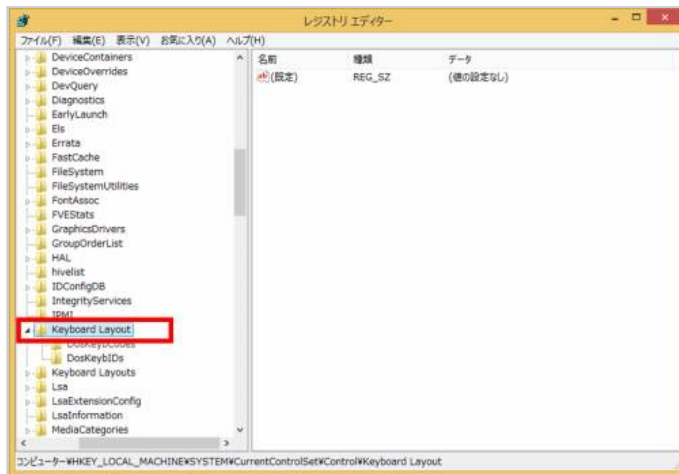 レジストリ エディター
ファイル(F) 編集(E) 表示(V) お気に入り(A) ヘルプ(H)
DeviceContainers
DeviceOverrides
DevQuery
Diagnostics
EarlyLaunch
Els
Errata
FastCache
FileSystem
FileSystemUtilities
FontAssoc
FVEStats
GraphicsDrivers
GroupOrderList
HAL
hivelist
IDConfigDB
IntegrityServices
IPMI
Keyboard Layout
DosKeybCodes
DosKeybIDs
Keyboard Layouts
Lsa
LsaExtensionConfig
LsaInformation
MediaCategories
名前 種類 データ
ab (既定) REG_SZ (値の設定なし)
コンピューター¥HKEY_LOCAL_MACHINE¥SYSTEM¥CurrentControlSet¥Control¥Keyboard Layout